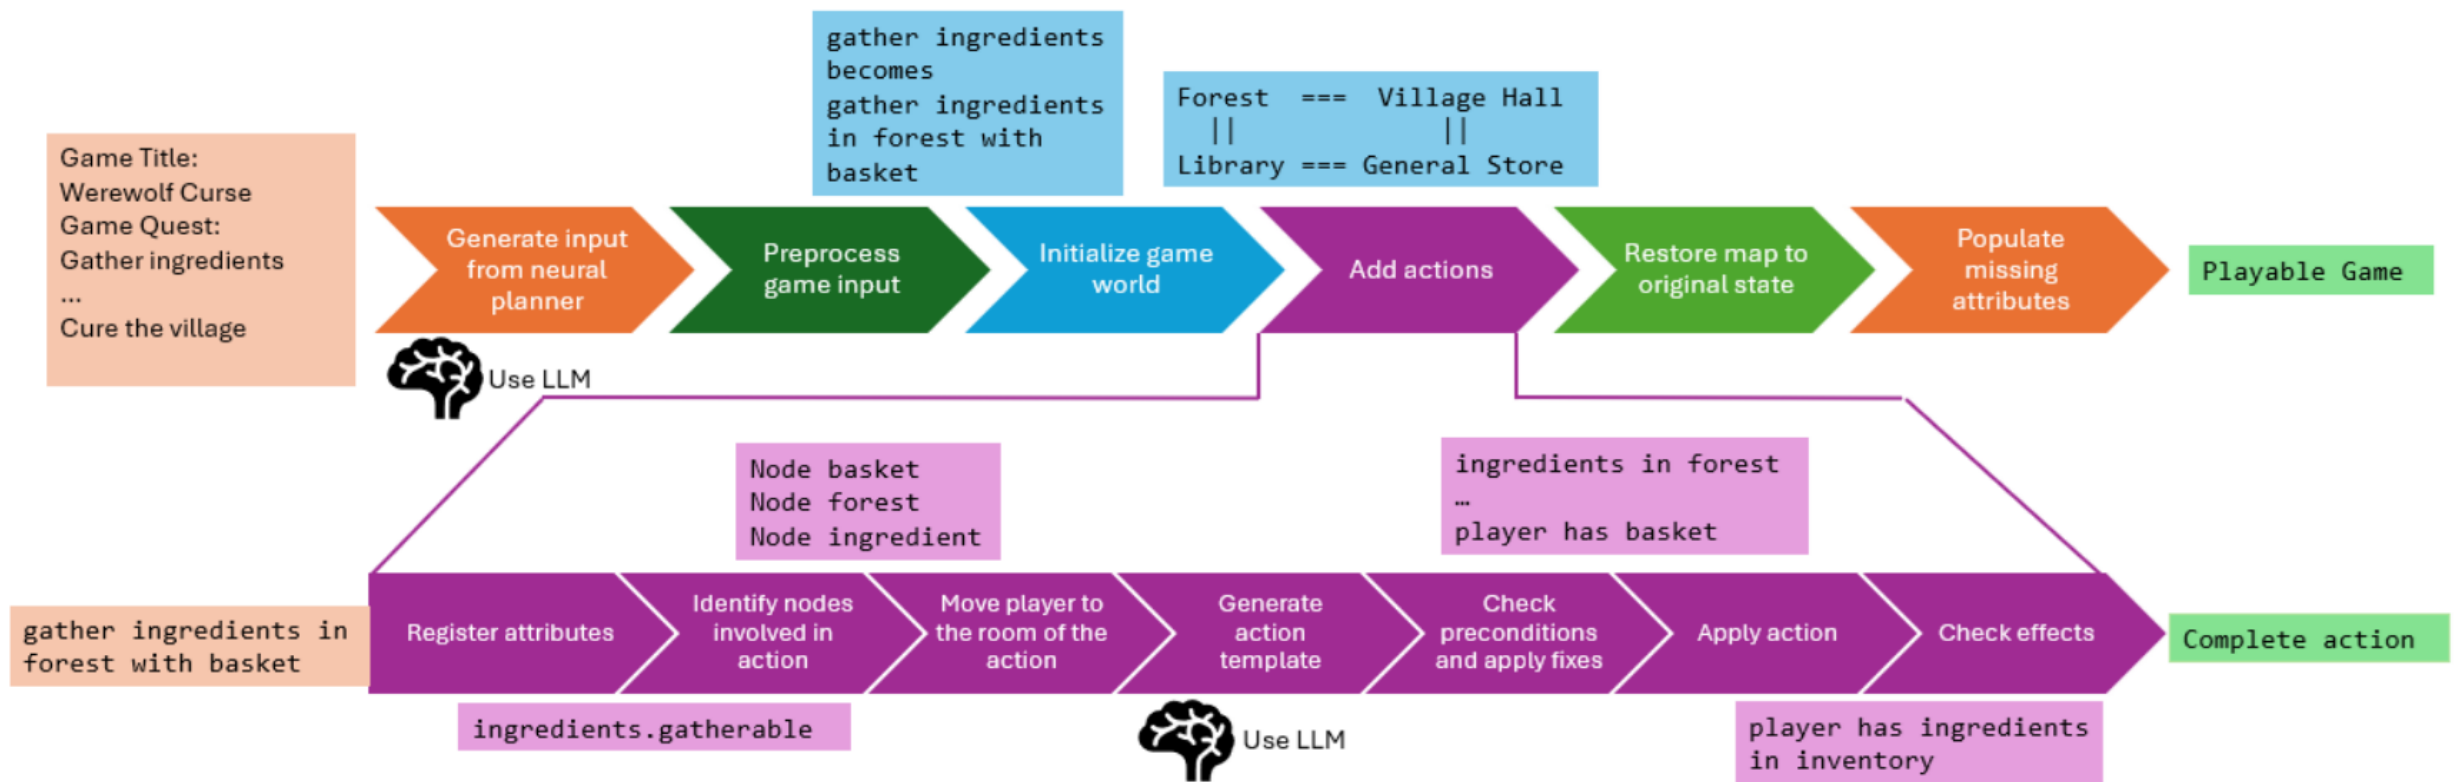 gather ingredients
becomes
gather ingredients
in forest with
basket
Forest === Village Hall
|| ||
Library === General Store
Game Title:
Werewolf Curse
Game Quest:
Gather ingredients
...
Cure the village
Generate input
from neural
planner
Preprocess
game input
Initialize game
world
Add actions
Restore map to
original state
Populate
missing
attributes
Playable Game
Use LLM
Node basket
Node forest
Node ingredient
ingredients in forest
…
player has basket
gather ingredients in
forest with basket
Register attributes
Identify nodes
involved in
action
Move player to
the room of the
action
Generate
action
template
Check
preconditions
and apply fixes
Apply action
Check effects
Complete action
ingredients.gatherable
Use LLM
player has ingredients
in inventory